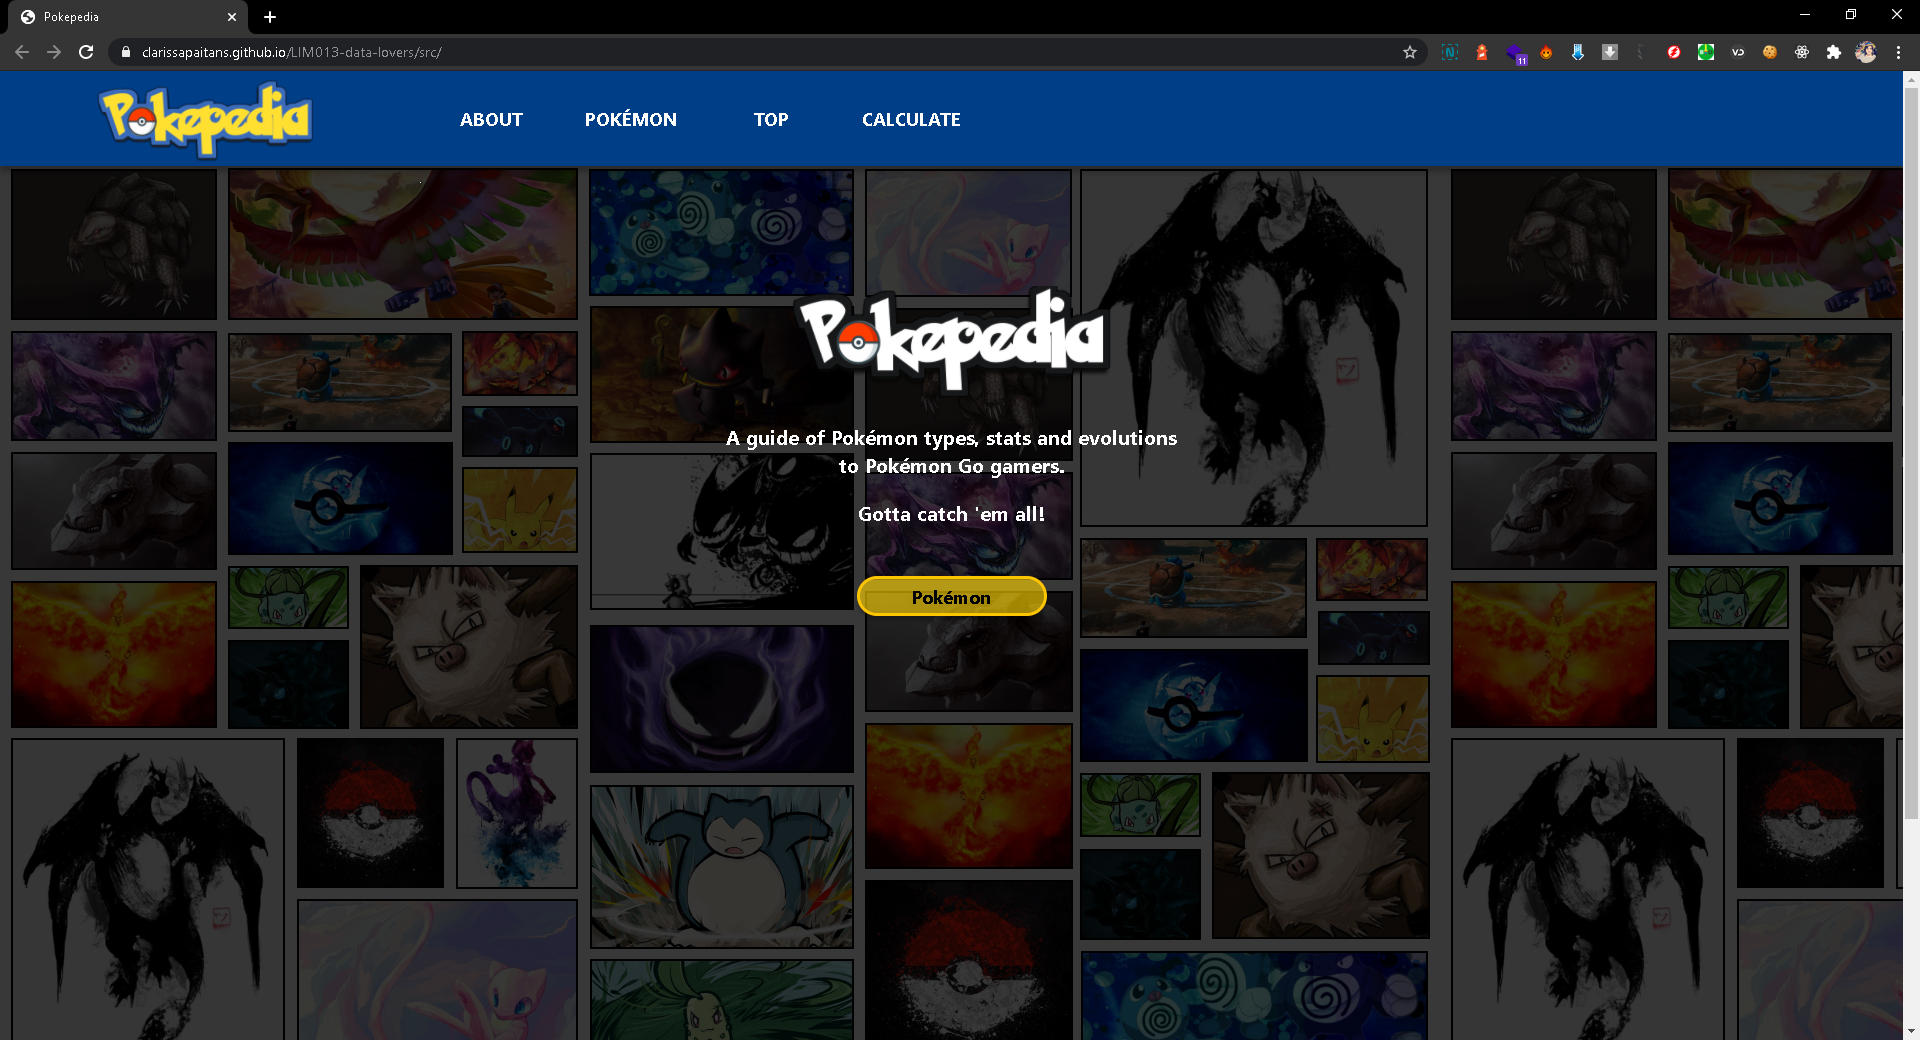 Pokepedia
clarissapaitans.github.io/LIM013-data-lovers/src/
11
Pokepedia
ABOUT
POKÉMON
TOP
CALCULATE
Pokepedia
A guide of Pokémon types, stats and evolutions
to Pokémon Go gamers.
Gotta catch 'em all!
Pokémon